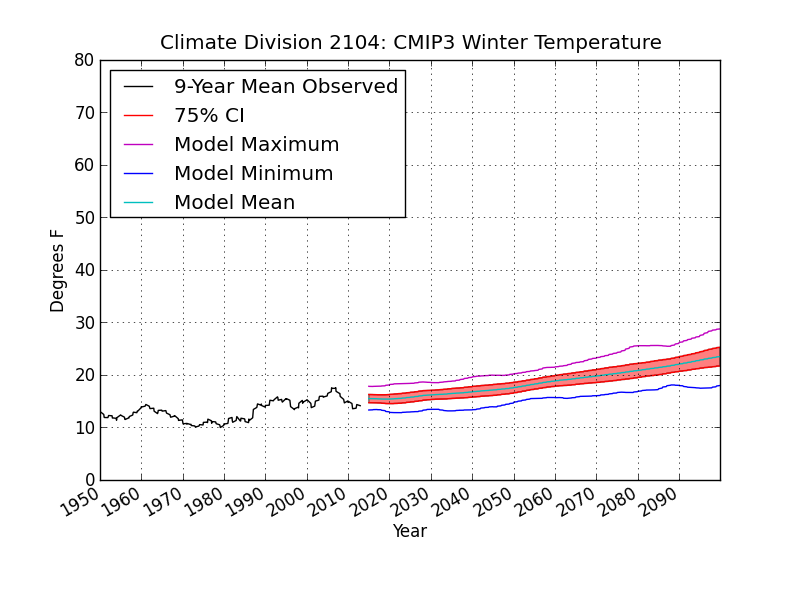 Climate Division 2104: CMIP3 Winter Temperature
80
70
60
50
40
30
20
10
0
Degrees F
9-Year Mean Observed
75% CI
Model Maximum
Model Minimum
Model Mean
1950 1960 1970 1980 1990 2000 2010 2020 2030 2040 2050 2060 2070 2080 2090
Year